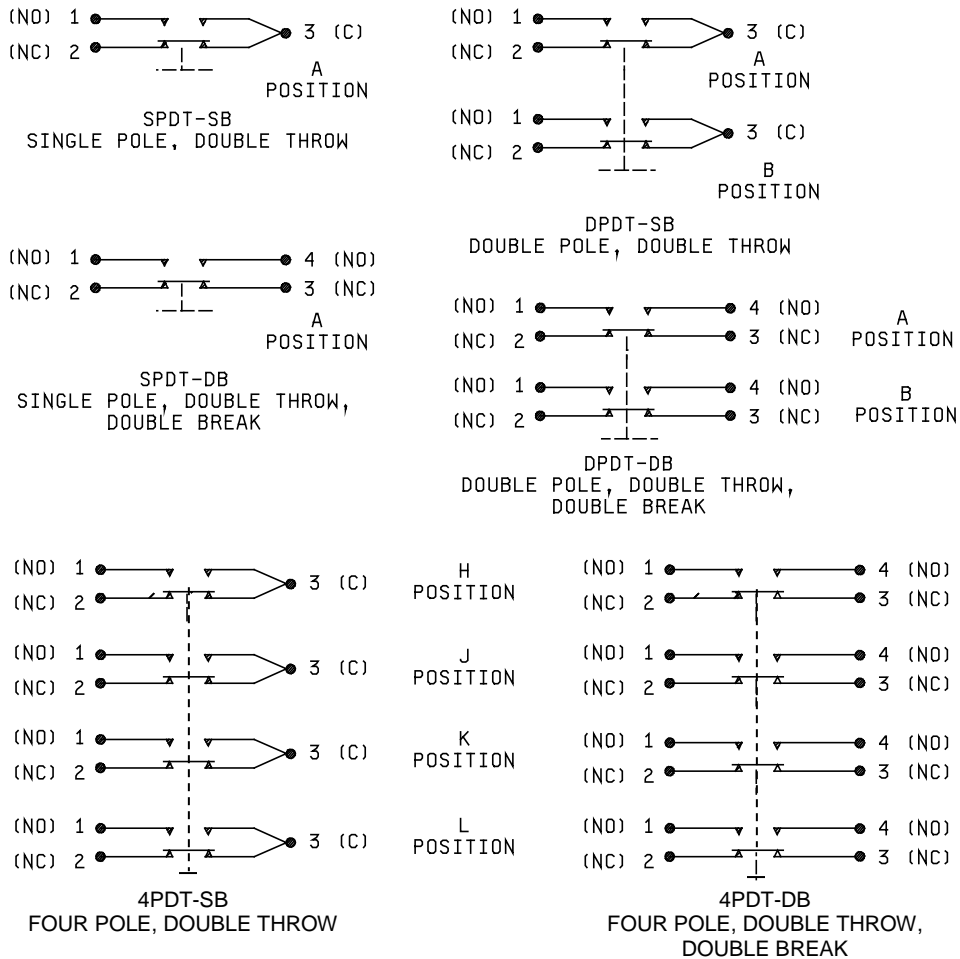 (NO) 1
3 (C)
(NC) 2
A
POSITION
SPDT-SB
SINGLE POLE, DOUBLE THROW
(NO) 1
3 (C)
(NC) 2
A
POSITION
(NO) 1
3 (C)
(NC) 2
B
POSITION
DPDT-SB
DOUBLE POLE, DOUBLE THROW
(NO) 1
4 (NO)
(NC) 2
3 (NC)
A
POSITION
SPDT-DB
SINGLE POLE, DOUBLE THROW,
DOUBLE BREAK
(NO) 1
4 (NO)
(NC) 2
3 (NC)
A
POSITION
(NO) 1
4 (NO)
(NC) 2
3 (NC)
B
POSITION
DPDT-DB
DOUBLE POLE, DOUBLE THROW,
DOUBLE BREAK
(NO) 1
3 (C)
(NC) 2
H
POSITION
(NO) 1
3 (C)
(NC) 2
J
POSITION
(NO) 1
3 (C)
(NC) 2
K
POSITION
(NO) 1
3 (C)
(NC) 2
L
POSITION
4PDT-SB
FOUR POLE, DOUBLE THROW
(NO) 1
4 (NO)
(NC) 2
3 (NC)
(NO) 1
4 (NO)
(NC) 2
3 (NC)
(NO) 1
4 (NO)
(NC) 2
3 (NC)
(NO) 1
4 (NO)
(NC) 2
3 (NC)
4PDT-DB
FOUR POLE, DOUBLE THROW,
DOUBLE BREAK